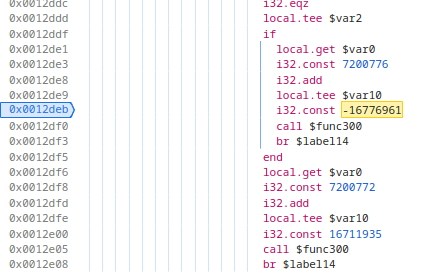 0x0012ddc i32.eqz
0x0012ddd local.tee $var2
0x0012ddf if
0x0012de1 local.get $var0
0x0012de3 i32.const 7200776
0x0012de8 i32.add
0x0012de9 local.tee $var10
0x0012deb i32.const -16776961
0x0012df0 call $func300
0x0012df3 br $label14
0x0012df5 end
0x0012df6 local.get $var0
0x0012df8 i32.const 7200772
0x0012dfd i32.add
0x0012dfe local.tee $var10
0x0012e00 i32.const 16711935
0x0012e05 call $func300
0x0012e08 br $label14